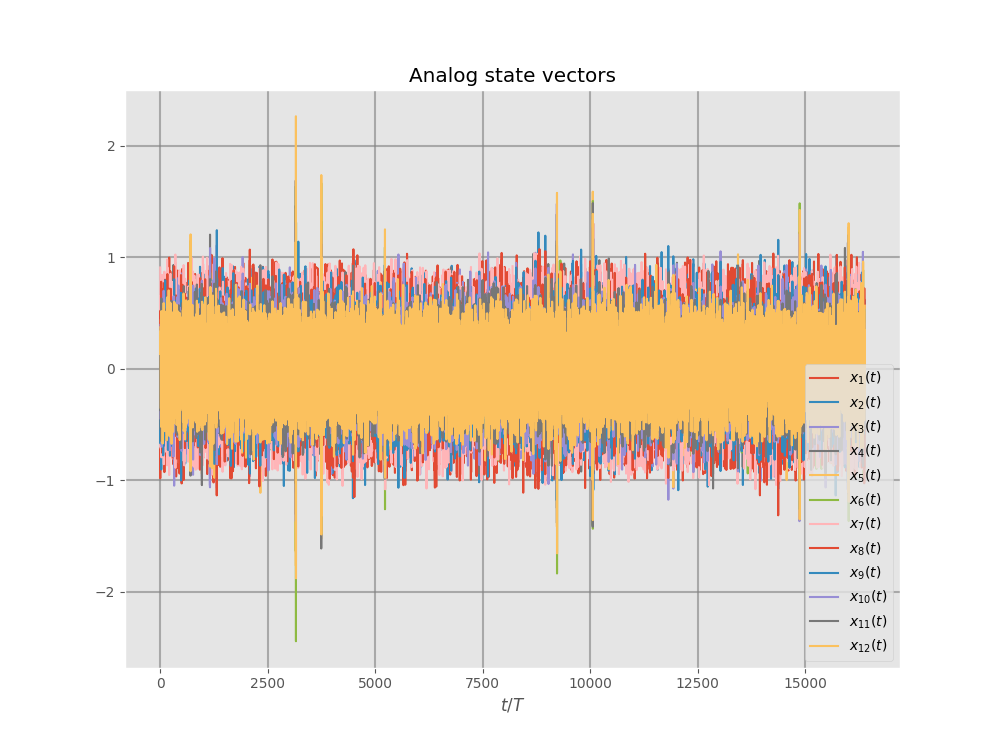 Analog state vectors
2
1
0
−1
−2
0 2500 5000 7500 10000 12500 15000
t/T
x₁(t)
x₂(t)
x₃(t)
x₄(t)
x₅(t)
x₆(t)
x₇(t)
x₈(t)
x₉(t)
x₁₀(t)
x₁₁(t)
x₁₂(t)